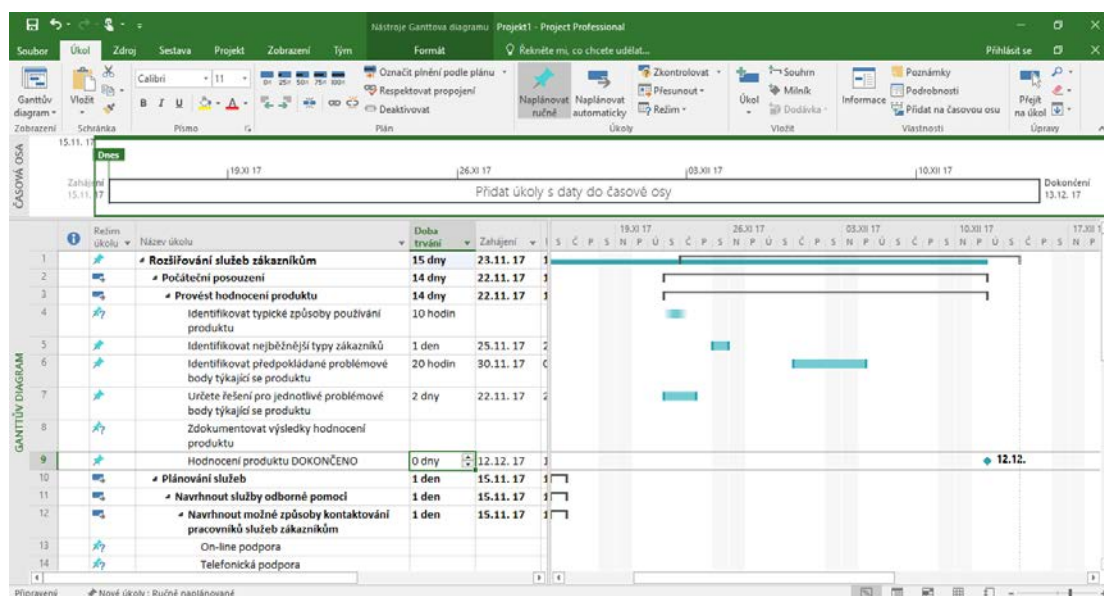 Nástroje Ganttova diagramu Projekt1 - Project Professional
Soubor Úkol Zdroj Sestava Projekt Zobrazení Tým Formát Řekněte mi, co chcete udělat... Přihlásit se
Ganttův diagram
Zobrazení
Vložit
Schránka
Calibri 11
B I U
Písmo
Označit plnění podle plánu
Respektovat propojení
Deaktivovat
Plán
Naplánovat ručně
Naplánovat automaticky
Zkontrolovat
Přesunout
Režim
Úkoly
Úkol
Souhrn
Milník
Dodávka
Vložit
Informace
Poznámky
Podrobnosti
Přidat na časovou osu
Vlastnosti
Přejít na úkol
Úpravy
ČASOVÁ OSA
15.11. 17
Dnes
19.XI 17 26.XI 17 03.XII 17 10.XII 17
Zahájení
15.11. 17
Přidat úkoly s daty do časové osy
Dokončení
13.12. 17
GANTTŮV DIAGRAM
Režim úkolu Název úkolu Doba trvání Zahájení
19.XI 17 26.XI 17 03.XII 17 10.XII 17
S Č P S N P Ú S Č P S N P Ú S Č P S N P Ú S Č P S N P Ú S Č P S N P
1 Rozšiřování služeb zákazníkům 15 dny 23.11. 17
2 Počáteční posouzení 14 dny 22.11. 17
3 Provést hodnocení produktu 14 dny 22.11. 17
4 Identifikovat typické způsoby používání 10 hodin
produktu
5 Identifikovat nejběžnější typy zákazníků 1 den 25.11. 17
6 Identifikovat předpokládané problémové 20 hodin 30.11. 17
body týkající se produktu
7 Určete řešení pro jednotlivé problémové 2 dny 22.11. 17
body týkající se produktu
8 Zdokumentovat výsledky hodnocení
produktu
9 Hodnocení produktu DOKONČENO 0 dny 12.12. 17 12.12.
10 Plánování služeb 1 den 15.11. 17
11 Navrhnout služby odborné pomoci 1 den 15.11. 17
12 Navrhnout možné způsoby kontaktování 1 den 15.11. 17
pracovníků služeb zákazníkům
13 On-line podpora
14 Telefonická podpora
Připravený Nové úkoly : Ručně naplánované